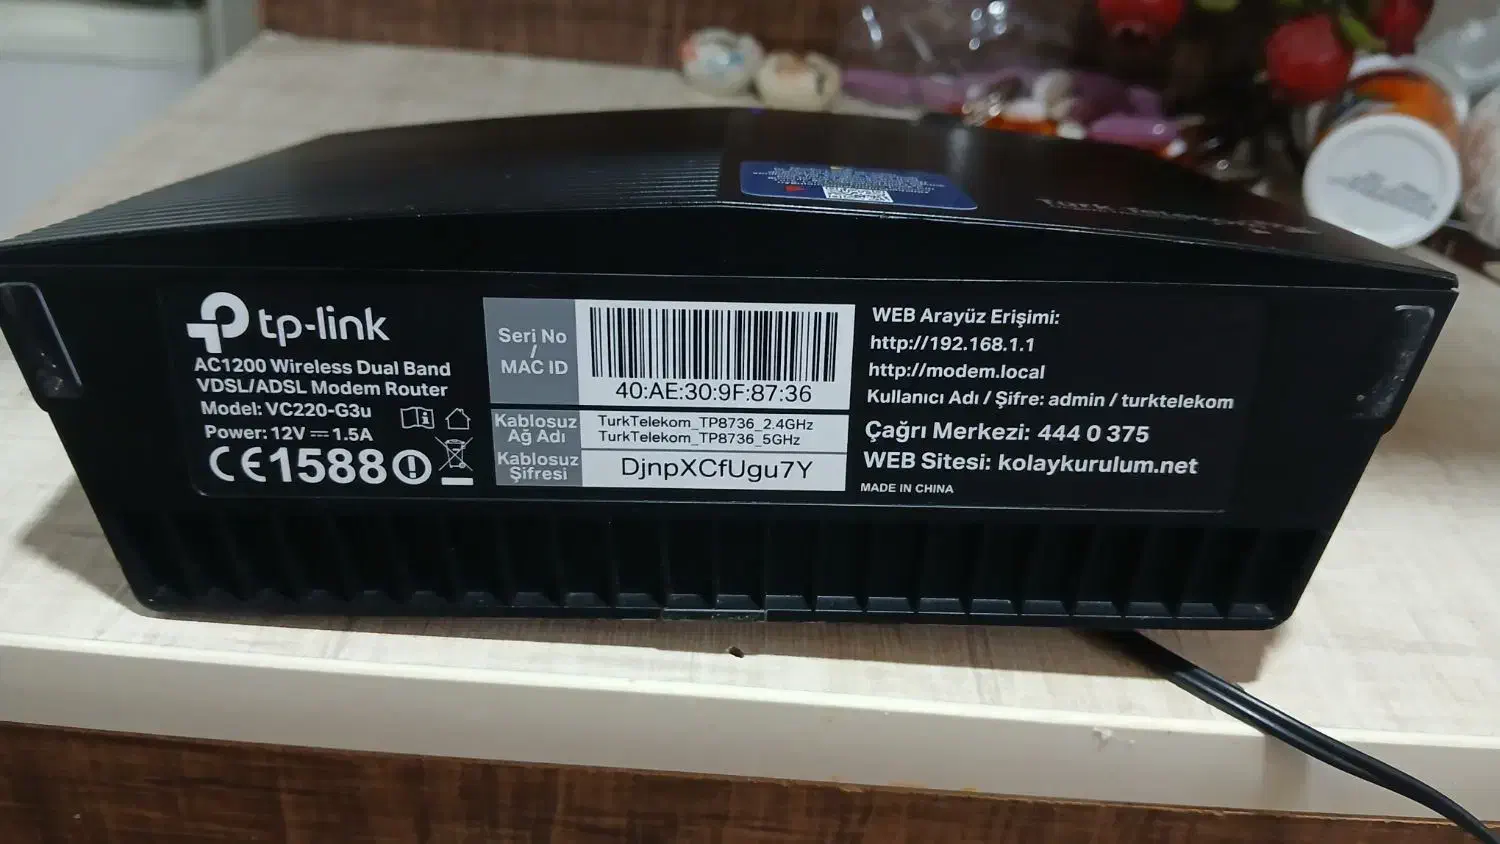 tp-link
AC1200 Wireless Dual Band
VDSL/ADSL Modem Router
Model: VC220-G3u
Power: 12V ⎓ 1.5A
CE1588
Seri No
/
MAC ID
40:AE:30:9F:87:36
Kablosuz
Ağ Adı
TurkTelekom_TP8736_2.4GHz
TurkTelekom_TP8736_5GHz
Kablosuz
Şifresi
DjnpXCfUgu7Y
WEB Arayüz Erişimi:
http://192.168.1.1
http://modem.local
Kullanıcı Adı / Şifre: admin / turktelekom
Çağrı Merkezi: 444 0 375
WEB Sitesi: kolaykurulum.net
MADE IN CHINA